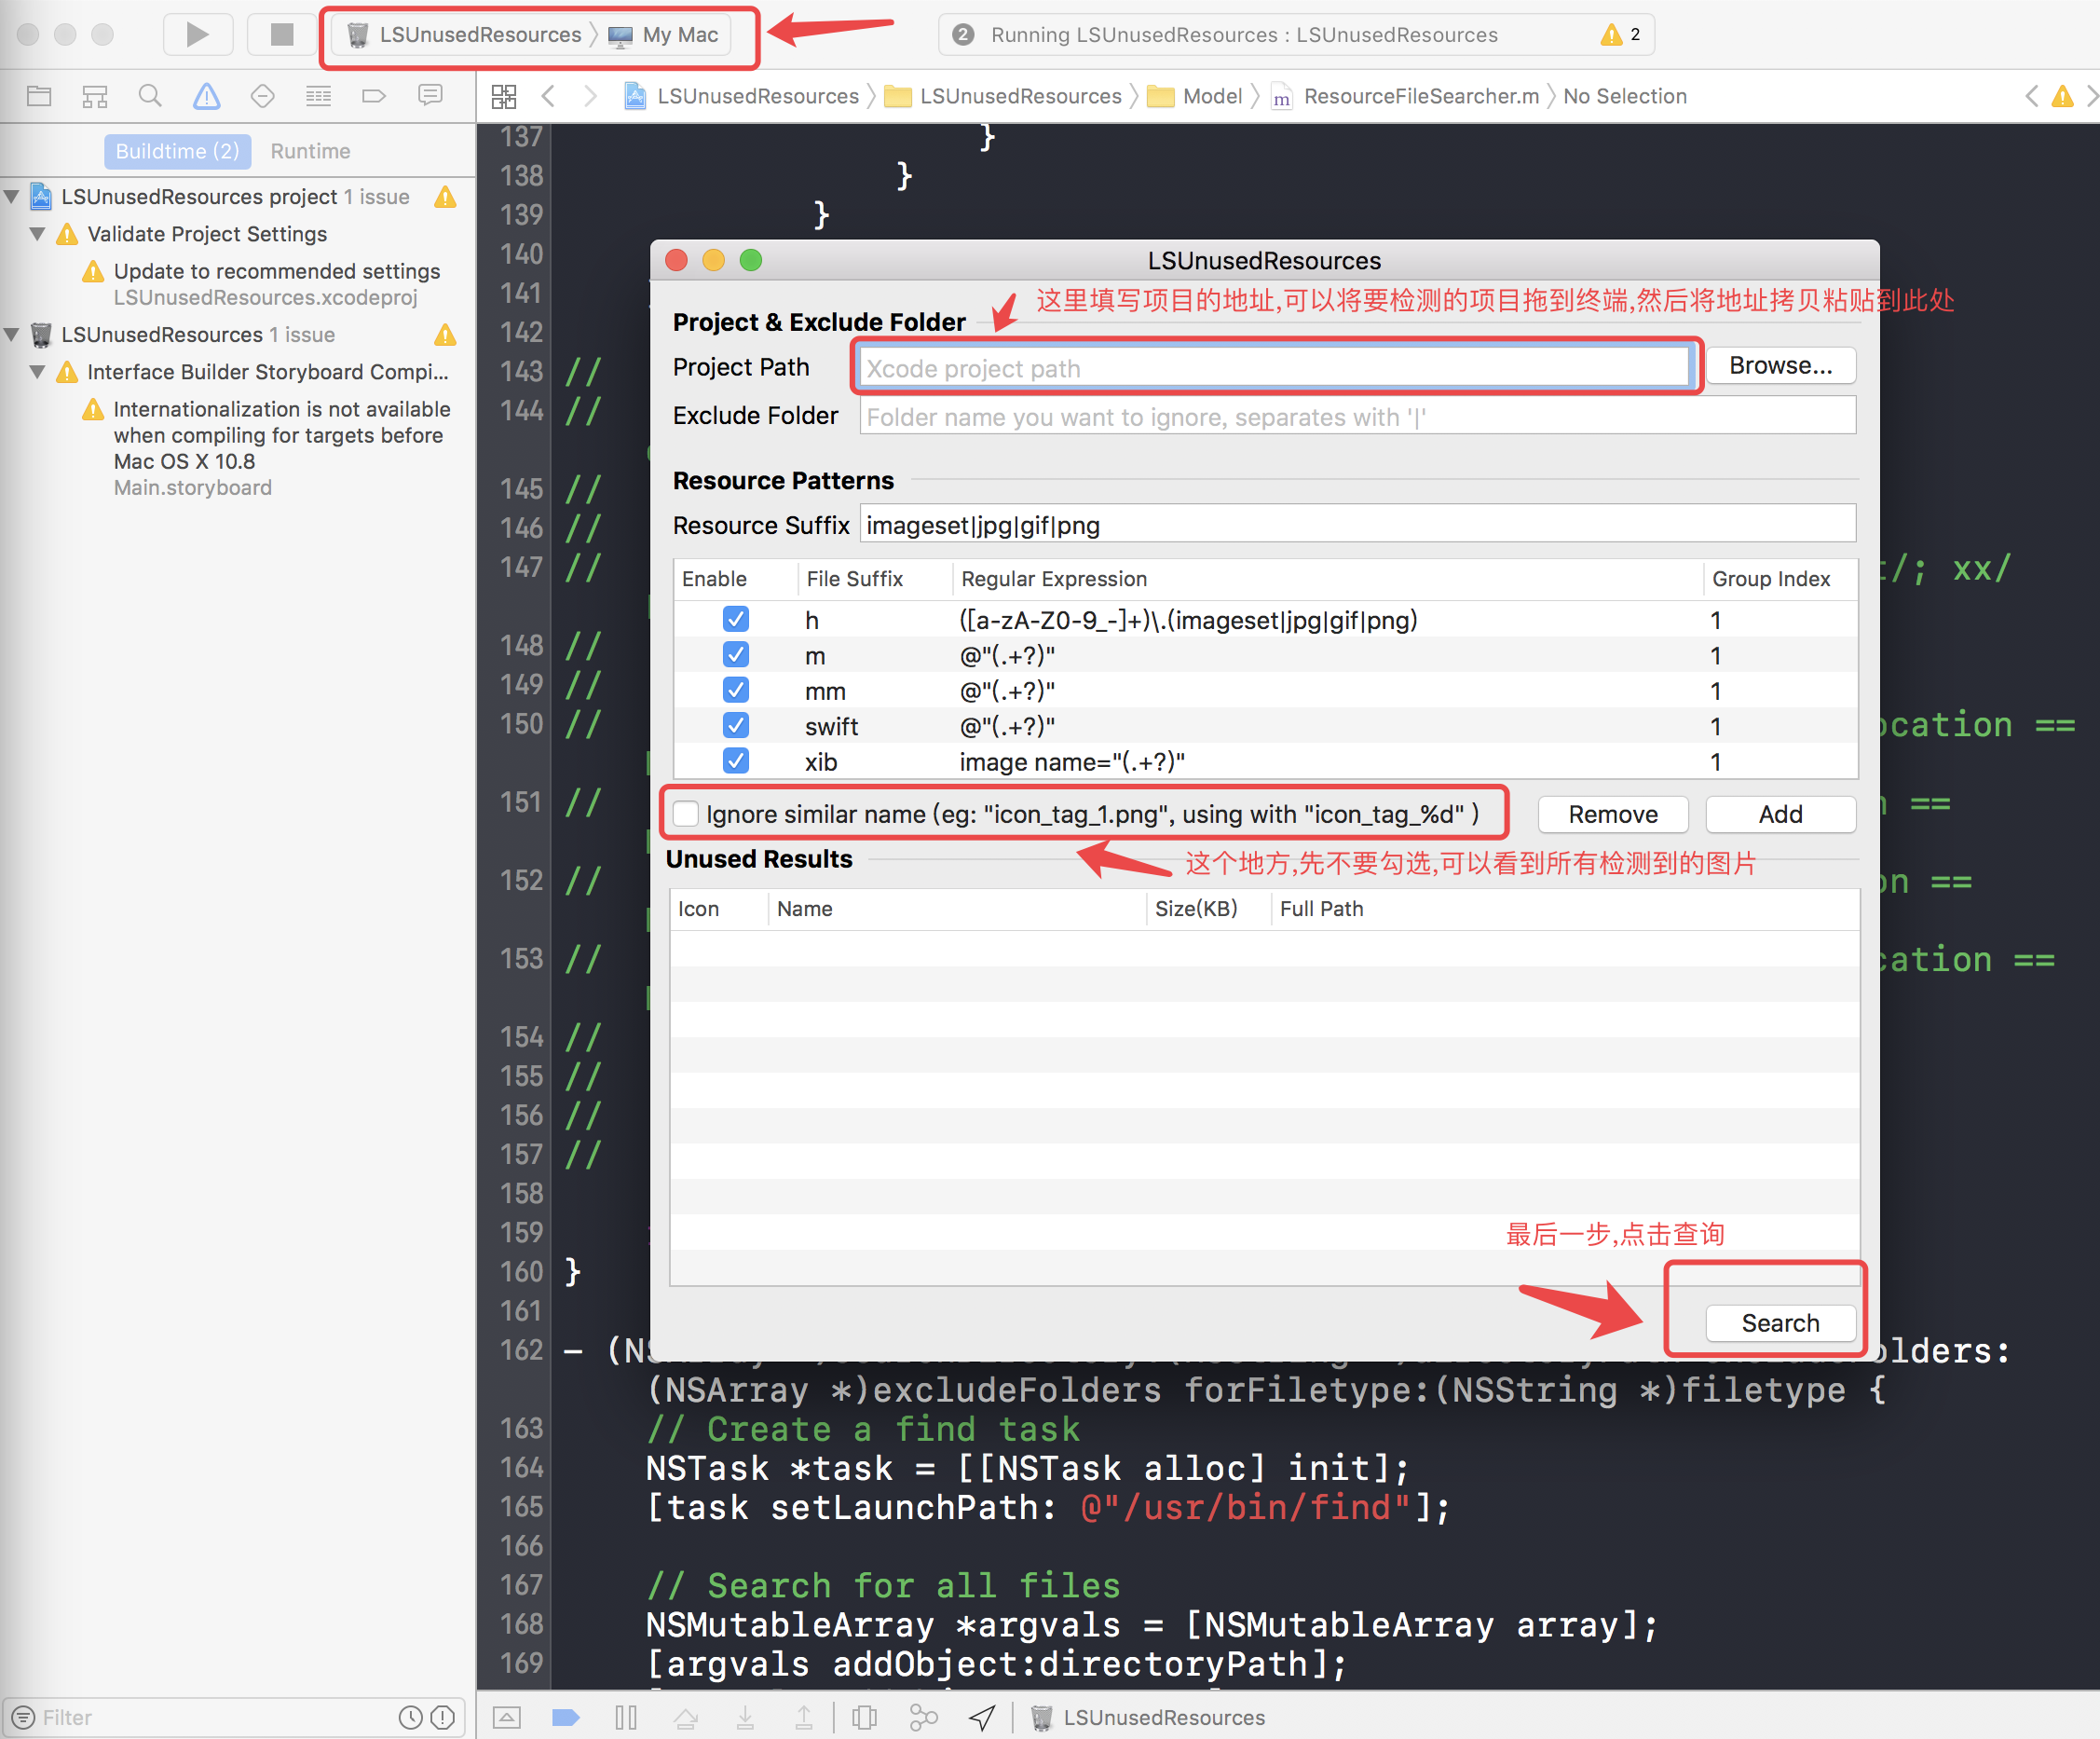 LSUnusedResources 〉 My Mac
2 Running LSUnusedResources : LSUnusedResources 2
LSUnusedResources 〉 LSUnusedResources 〉 Model 〉 m ResourceFileSearcher.m 〉 No Selection
Buildtime (2) Runtime
LSUnusedResources project 1 issue
Validate Project Settings
Update to recommended settings
LSUnusedResources.xcodeproj
LSUnusedResources 1 issue
Interface Builder Storyboard Compi...
Internationalization is not available
when compiling for targets before
Mac OS X 10.8
Main.storyboard
Filter
137 }
138 }
139 }
140
141
142
143 //
144 //
145 //
146 //
147 // /; xx/
148 //
149 //
150 // ocation ==
151 // ==
152 // on ==
153 // cation ==
154 //
155 //
156 //
157 //
158
159
160 }
161
LSUnusedResources
这里填写项目的地址,可以将要检测的项目拖到终端,然后将地址拷贝粘贴到此处
Project & Exclude Folder
Project Path Xcode project path Browse...
Exclude Folder Folder name you want to ignore, separates with '|'
Resource Patterns
Resource Suffix imageset|jpg|gif|png
Enable File Suffix Regular Expression Group Index
h ([a-zA-Z0-9_-]+)\.(imageset|jpg|gif|png) 1
m @"(.+?)" 1
mm @"(.+?)" 1
swift @"(.+?)" 1
xib image name="(.+?)" 1
Ignore similar name (eg: "icon_tag_1.png", using with "icon_tag_%d" ) Remove Add
Unused Results
这个地方,先不要勾选,可以看到所有检测到的图片
Icon Name Size(KB) Full Path
最后一步,点击查询
Search
162 - (NS lders:
(NSArray *)excludeFolders forFiletype:(NSString *)filetype {
163 // Create a find task
164 NSTask *task = [[NSTask alloc] init];
165 [task setLaunchPath: @"/usr/bin/find"];
166
167 // Search for all files
168 NSMutableArray *argvals = [NSMutableArray array];
169 [argvals addObject:directoryPath];
LSUnusedResources